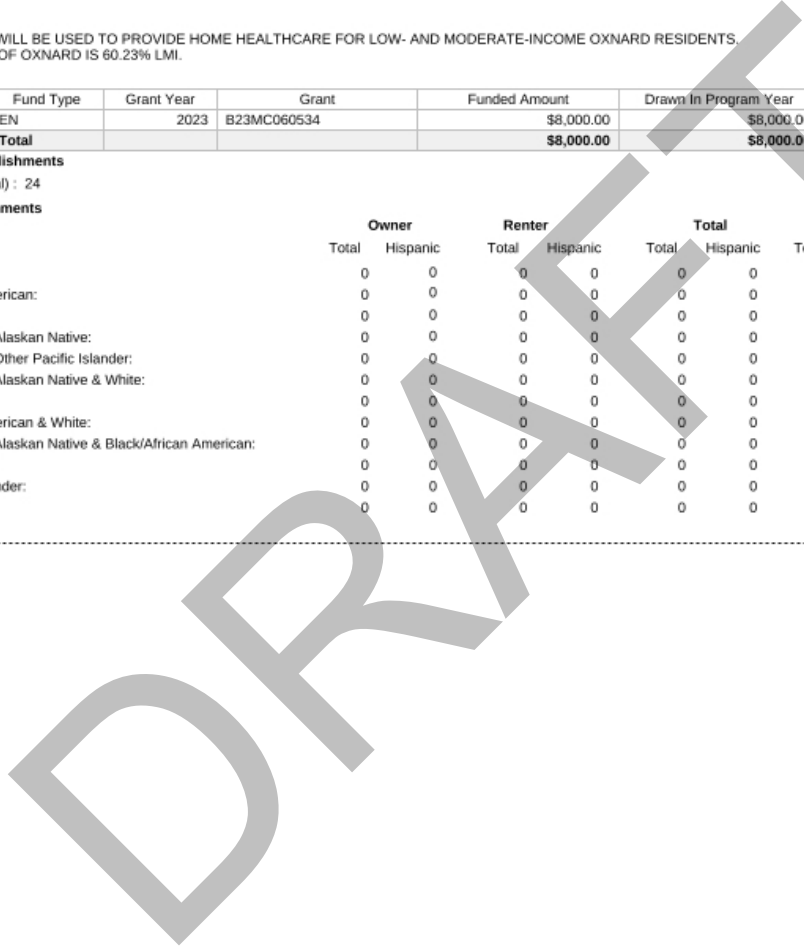 WILL BE USED TO PROVIDE HOME HEALTHCARE FOR LOW- AND MODERATE-INCOME OXNARD RESIDENTS.
OF OXNARD IS 60.23% LMI.
Fund Type Grant Year Grant Funded Amount Drawn In Program Year
EN 2023 B23MC060534 $8,000.00 $8,000.0
Total $8,000.00 $8,000.0
lishments
l) : 24
ments
Owner Renter Total
Total Hispanic Total Hispanic Total Hispanic To
0 0 0 0 0 0
erican: 0 0 0 0 0 0
0 0 0 0 0 0
Alaskan Native: 0 0 0 0 0 0
Other Pacific Islander: 0 0 0 0 0 0
Alaskan Native & White: 0 0 0 0 0 0
0 0 0 0 0 0
erican & White: 0 0 0 0 0 0
Alaskan Native & Black/African American: 0 0 0 0 0 0
0 0 0 0 0 0
nder: 0 0 0 0 0 0
0 0 0 0 0 0
DRAFT